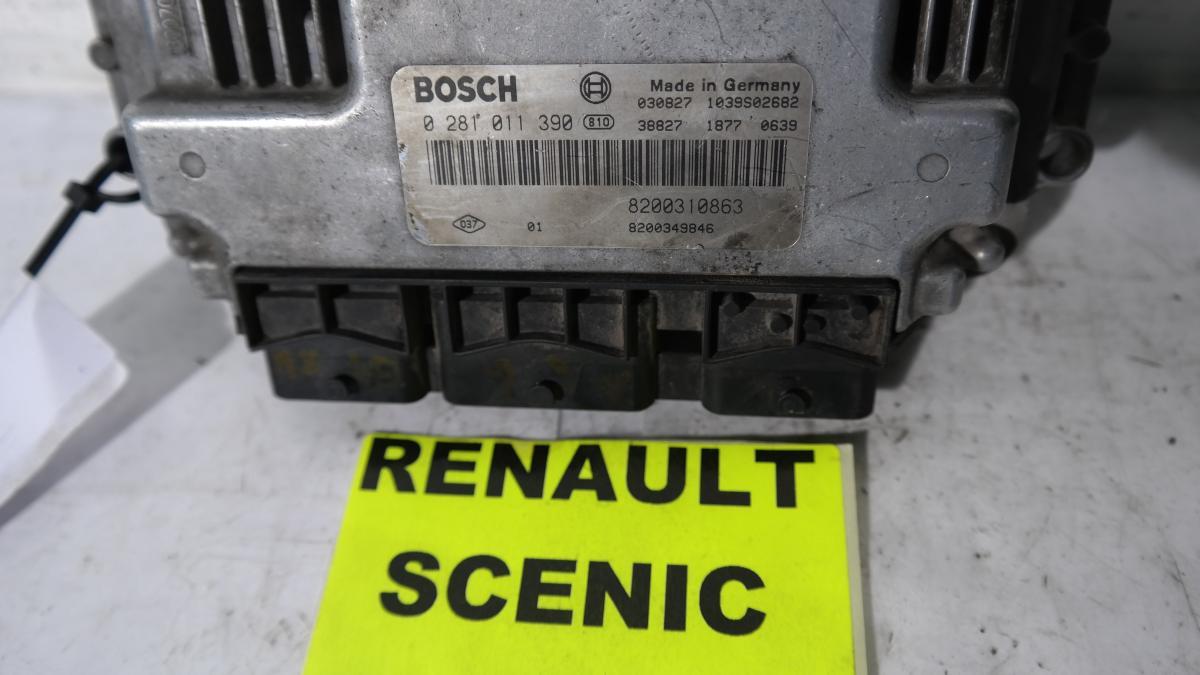 BOSCH Made in Germany
030827 1039S02682
0 281 011 390 810 38827 1877 0639
8200310863
037 01 8200349846
RENAULT
SCENIC